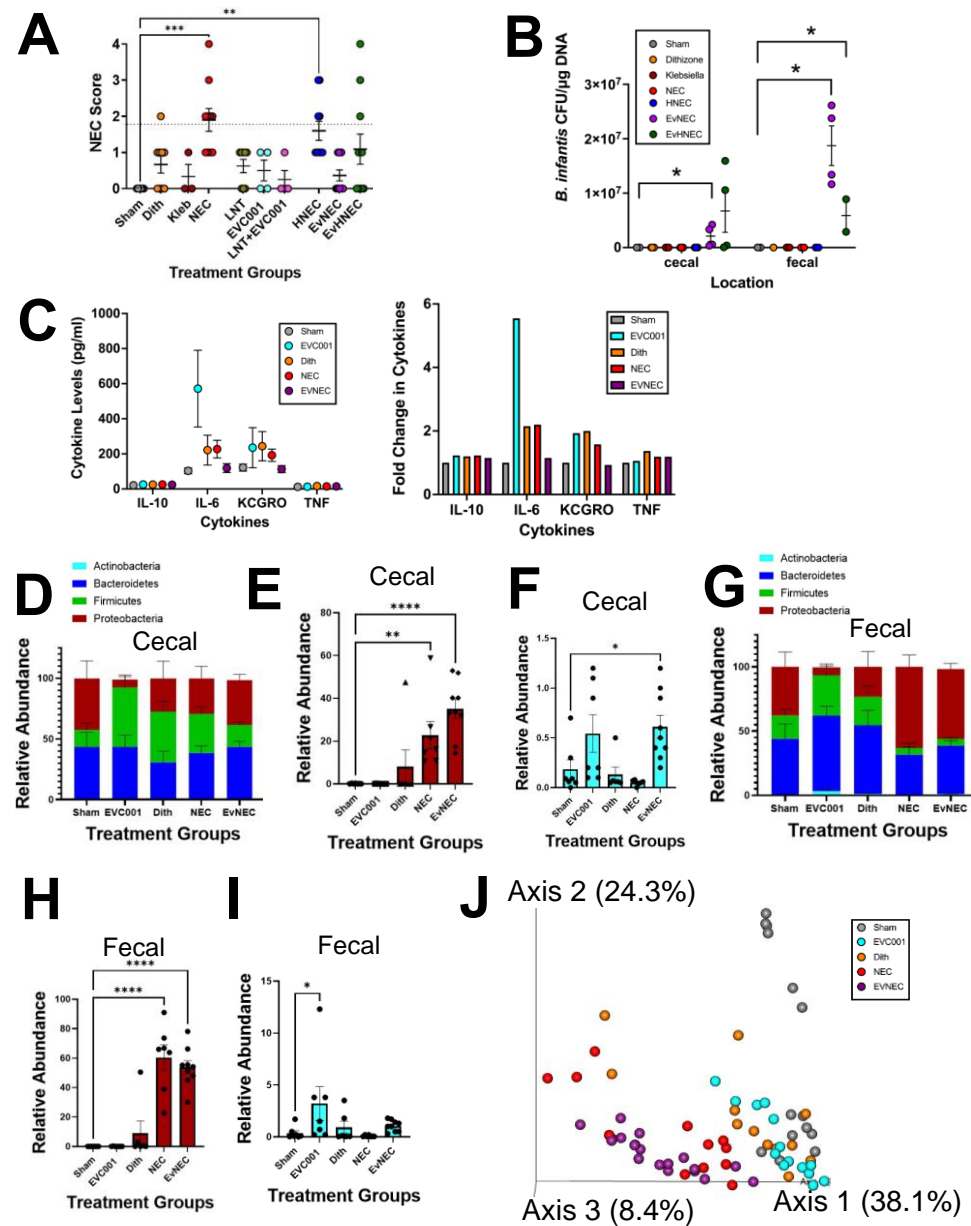 A
** 
***
4
3
2
1
0
NEC Score
Sham
Dith
Kleb
NEC
LNT
EVC001
LNT+EVC001
HNEC
EvNEC
EvHNEC
Treatment Groups
B
Sham
Dithizone
Klebsiella
NEC
HNEC
EvNEC
EvHNEC
*
*
*
3×10⁷
2×10⁷
1×10⁷
0
B. infantis CFU/µg DNA
cecal
fecal
Location
C
1000
800
600
400
200
0
Cytokine Levels (pg/ml)
Sham
EVC001
Dith
NEC
EVNEC
IL-10
IL-6
KCGRO
TNF
Cytokines
6
4
2
0
Fold Change in Cytokines
Sham
EVC001
Dith
NEC
EVNEC
IL-10
IL-6
KCGRO
TNF
Cytokines
D
Actinobacteria
Bacteroidetes
Firmicutes
Proteobacteria
Cecal
100
50
0
Relative Abundance
Sham
EVC001
Dith
NEC
EvNEC
Treatment Groups
E
Cecal
****
**
80
60
40
20
0
Relative Abundance
Sham
EVC001
Dith
NEC
EvNEC
Treatment Groups
F
Cecal
*
1.5
1.0
0.5
0.0
Relative Abundance
Sham
EVC001
Dith
NEC
EvNEC
Treatment Groups
G
Actinobacteria
Bacteroidetes
Firmicutes
Proteobacteria
Fecal
100
50
0
Relative Abundance
Sham
EVC001
Dith
NEC
EvNEC
Treatment Groups
H
Fecal
****
****
100
80
60
40
20
0
Relative Abundance
Sham
EVC001
Dith
NEC
EvNEC
Treatment Groups
I
Fecal
*
15
10
5
0
Relative Abundance
Sham
EVC001
Dith
NEC
EvNEC
Treatment Groups
J
Axis 2 (24.3%)
Sham
EVC001
Dith
NEC
EVNEC
Axis 3 (8.4%)
Axis 1 (38.1%)